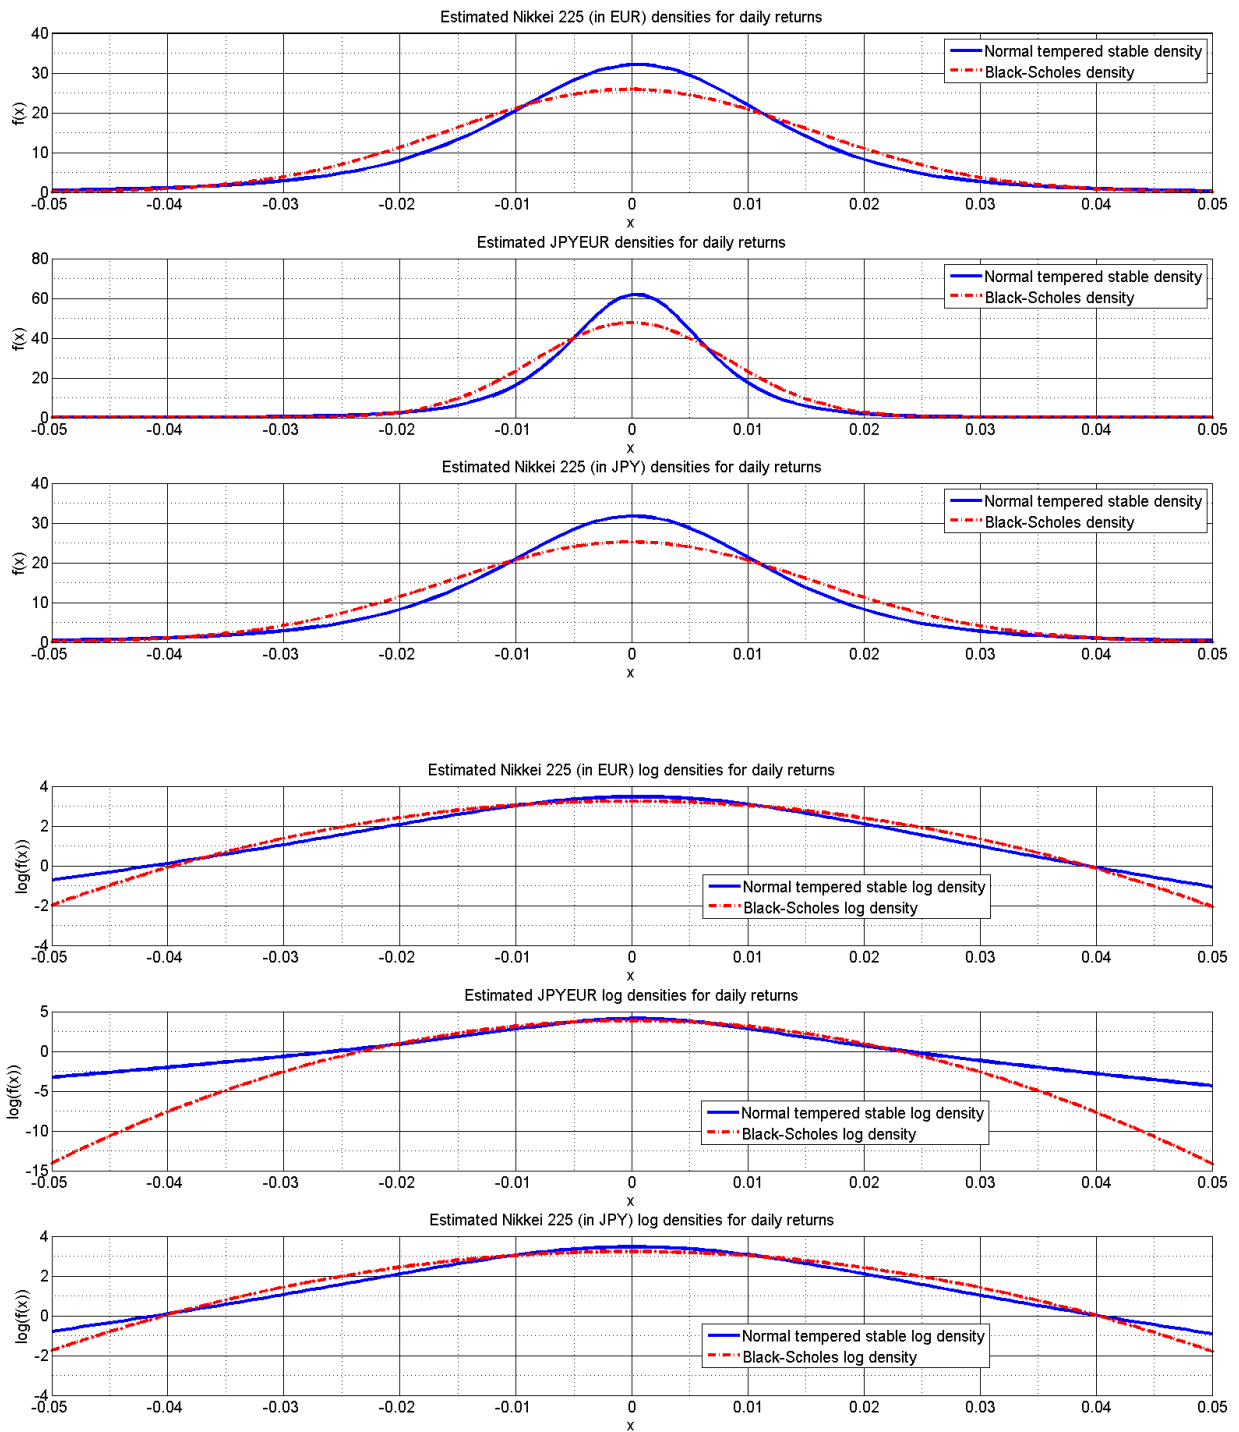 Estimated Nikkei 225 (in EUR) densities for daily returns
40
30
20
10
0
f(x)
Normal tempered stable density
Black-Scholes density
-0.05 -0.04 -0.03 -0.02 -0.01 0 0.01 0.02 0.03 0.04 0.05
x
Estimated JPYEUR densities for daily returns
80
60
40
20
0
f(x)
Normal tempered stable density
Black-Scholes density
-0.05 -0.04 -0.03 -0.02 -0.01 0 0.01 0.02 0.03 0.04 0.05
x
Estimated Nikkei 225 (in JPY) densities for daily returns
40
30
20
10
0
f(x)
Normal tempered stable density
Black-Scholes density
-0.05 -0.04 -0.03 -0.02 -0.01 0 0.01 0.02 0.03 0.04 0.05
x
Estimated Nikkei 225 (in EUR) log densities for daily returns
4
2
0
-2
-4
log(f(x))
Normal tempered stable log density
Black-Scholes log density
-0.05 -0.04 -0.03 -0.02 -0.01 0 0.01 0.02 0.03 0.04 0.05
x
Estimated JPYEUR log densities for daily returns
5
0
-5
-10
-15
log(f(x))
Normal tempered stable log density
Black-Scholes log density
-0.05 -0.04 -0.03 -0.02 -0.01 0 0.01 0.02 0.03 0.04 0.05
x
Estimated Nikkei 225 (in JPY) log densities for daily returns
4
2
0
-2
-4
log(f(x))
Normal tempered stable log density
Black-Scholes log density
-0.05 -0.04 -0.03 -0.02 -0.01 0 0.01 0.02 0.03 0.04 0.05
x